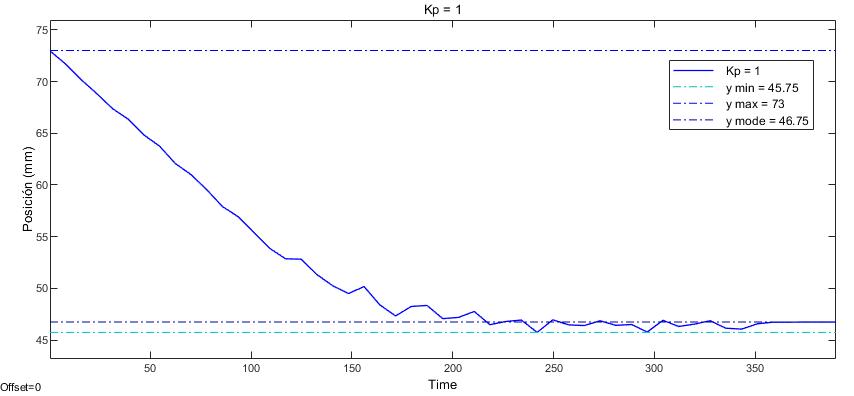 Kp = 1
75
70
65
60
55
50
45
Posición (mm)
Kp = 1
y min = 45.75
y max = 73
y mode = 46.75
50
100
150
200
250
300
350
Time
Offset=0